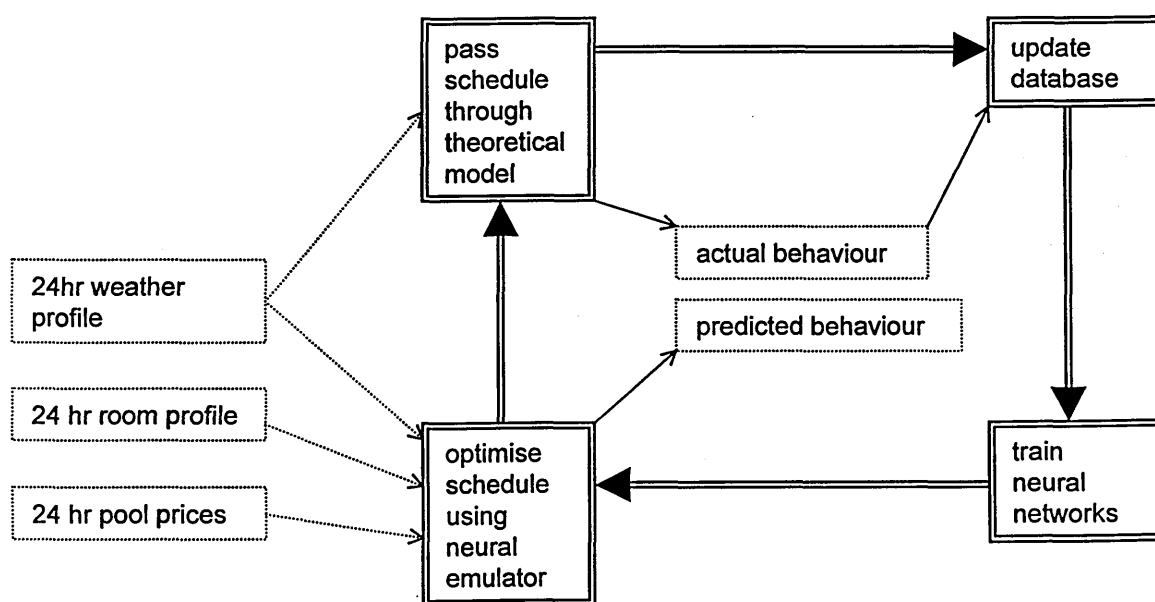 pass
schedule
through
theoretical
model
update
database
actual behaviour
24hr weather
profile
predicted behaviour
24 hr room profile
24 hr pool prices
optimise
schedule
using
neural
emulator
train
neural
networks